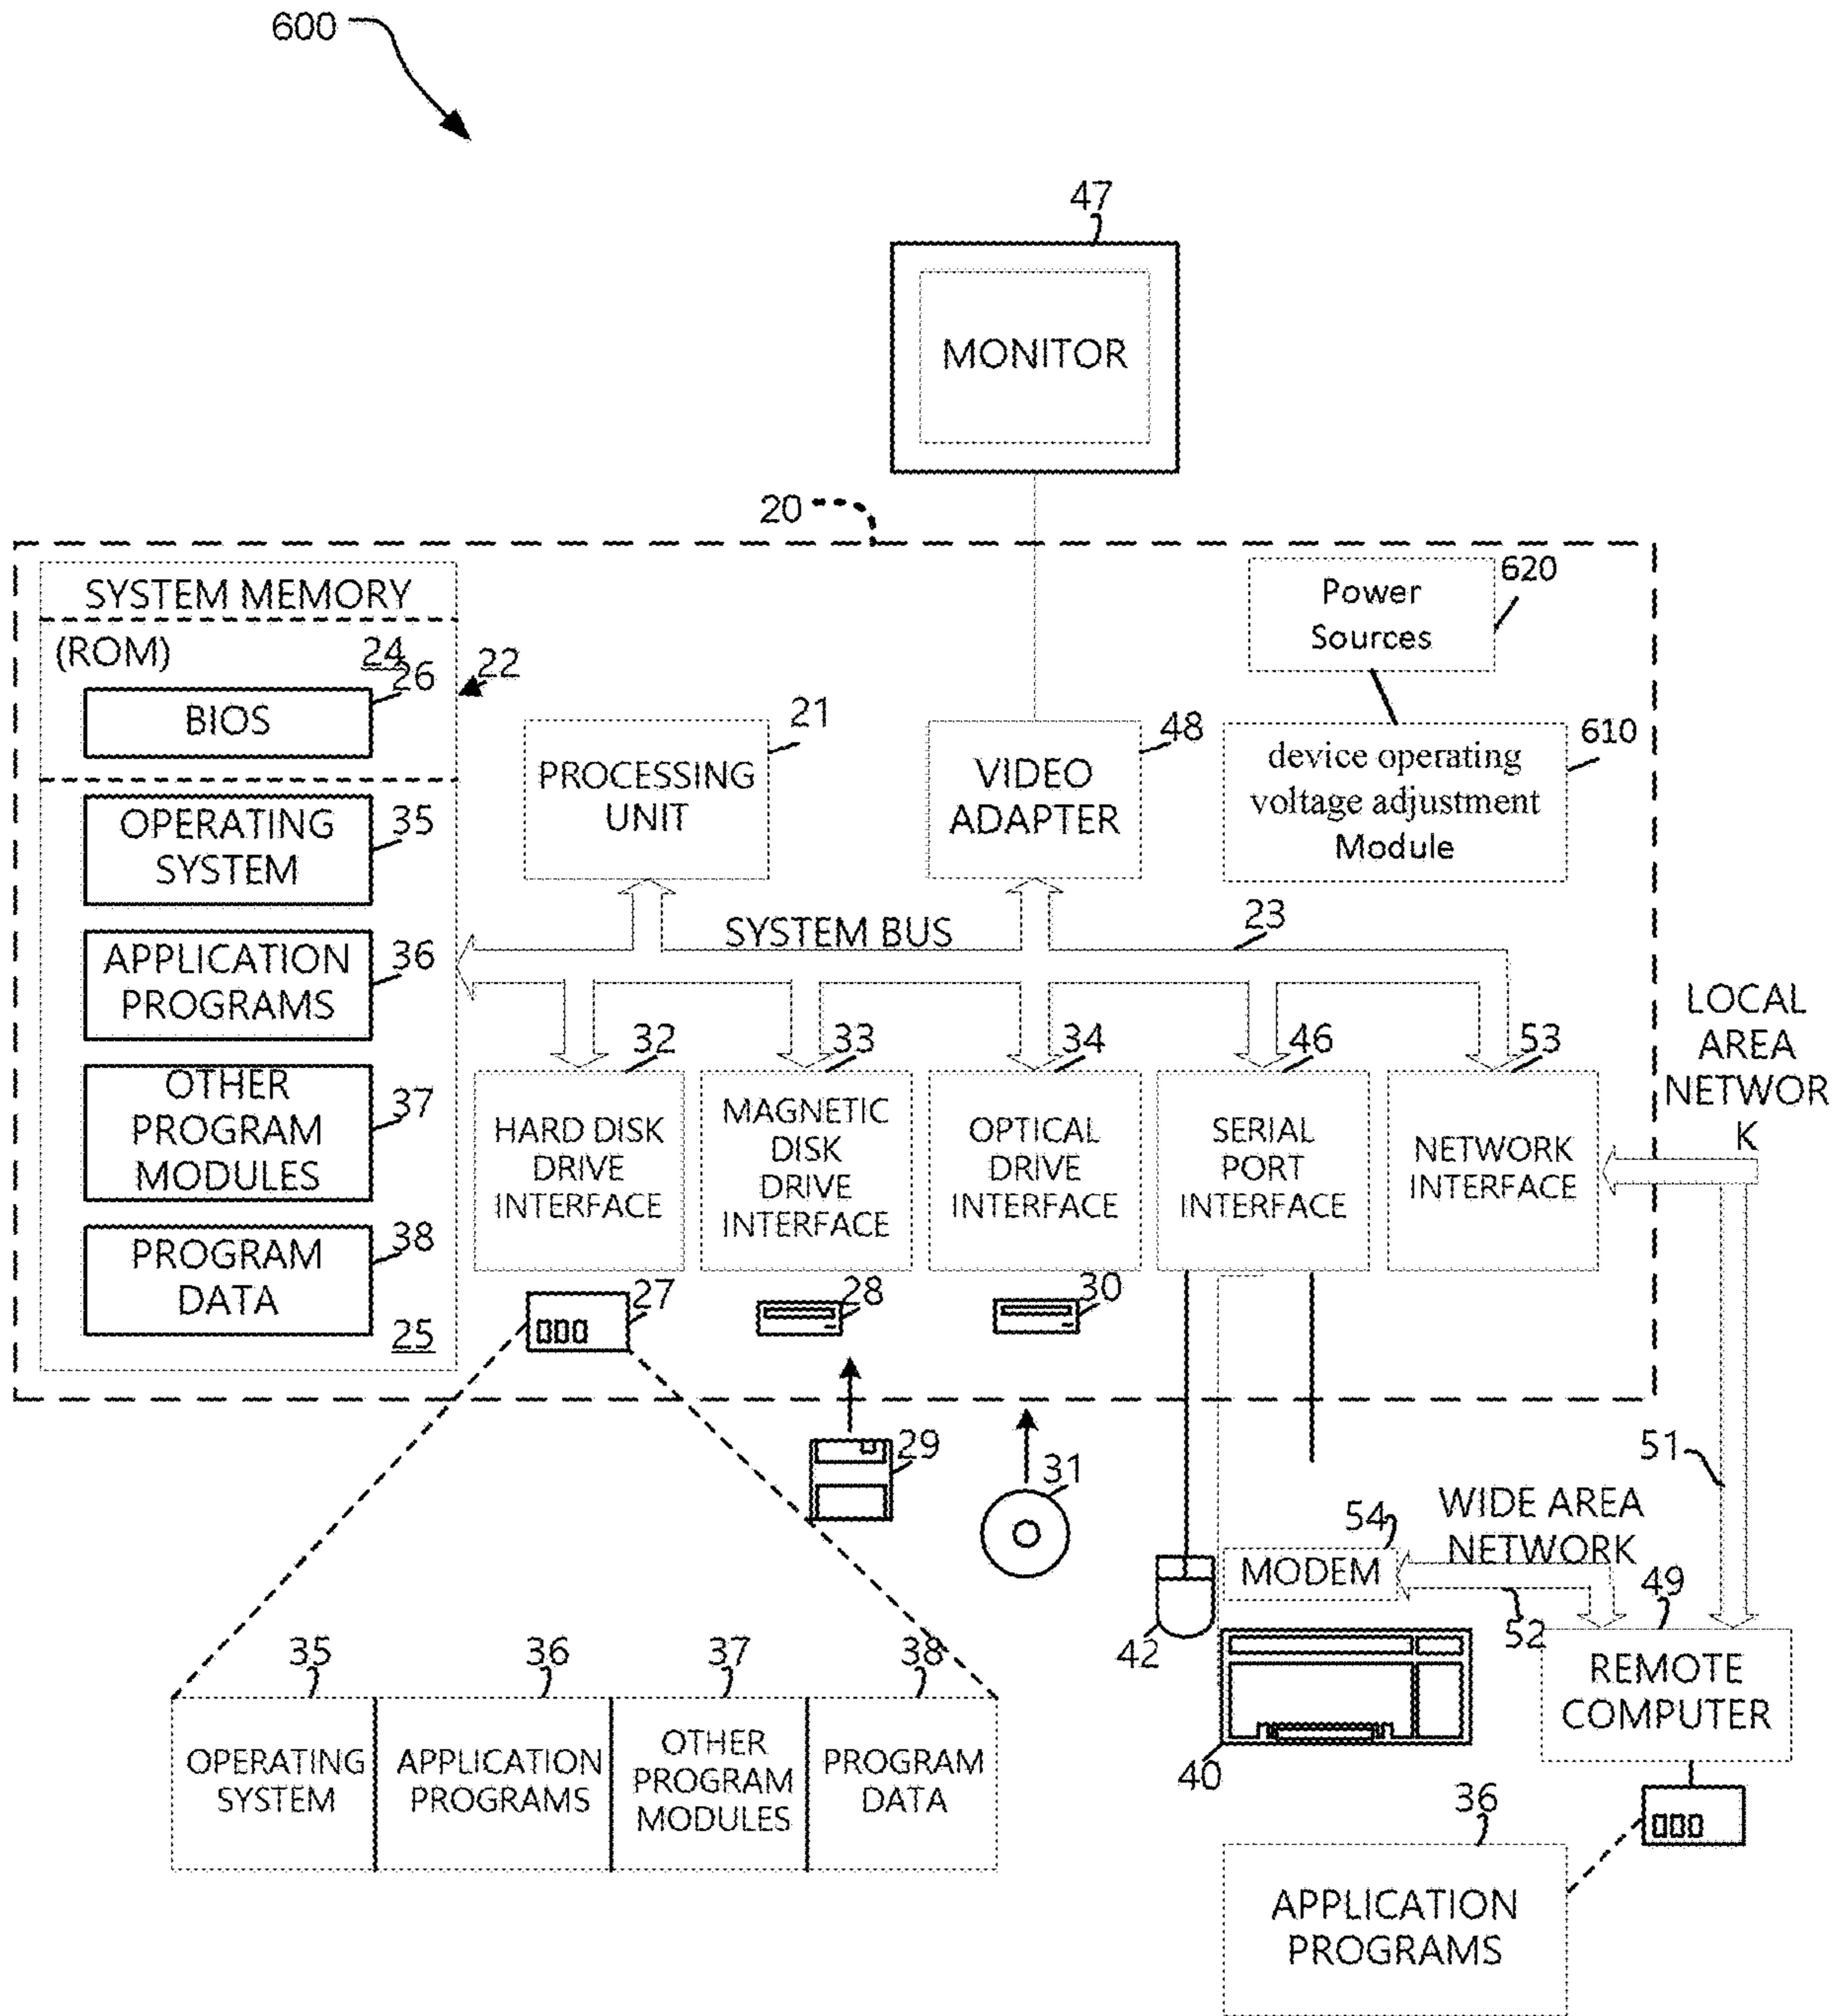 600
47
MONITOR
20
SYSTEM MEMORY
(ROM)
24
26
22
BIOS
OPERATING
SYSTEM
35
APPLICATION
PROGRAMS
36
OTHER
PROGRAM
MODULES
37
PROGRAM
DATA
38
25
21
PROCESSING
UNIT
48
VIDEO
ADAPTER
620
Power
Sources
610
device operating
voltage adjustment
Module
SYSTEM BUS
23
32
HARD DISK
DRIVE
INTERFACE
33
MAGNETIC
DISK
DRIVE
INTERFACE
34
OPTICAL
DRIVE
INTERFACE
46
SERIAL
PORT
INTERFACE
53
NETWORK
INTERFACE
LOCAL
AREA
NETWOR
K
27
28
30
29
31
51
WIDE AREA
NETWORK
54
MODEM
52
49
42
REMOTE
COMPUTER
40
35
36
37
38
OPERATING
SYSTEM
APPLICATION
PROGRAMS
OTHER
PROGRAM
MODULES
PROGRAM
DATA
36
APPLICATION
PROGRAMS